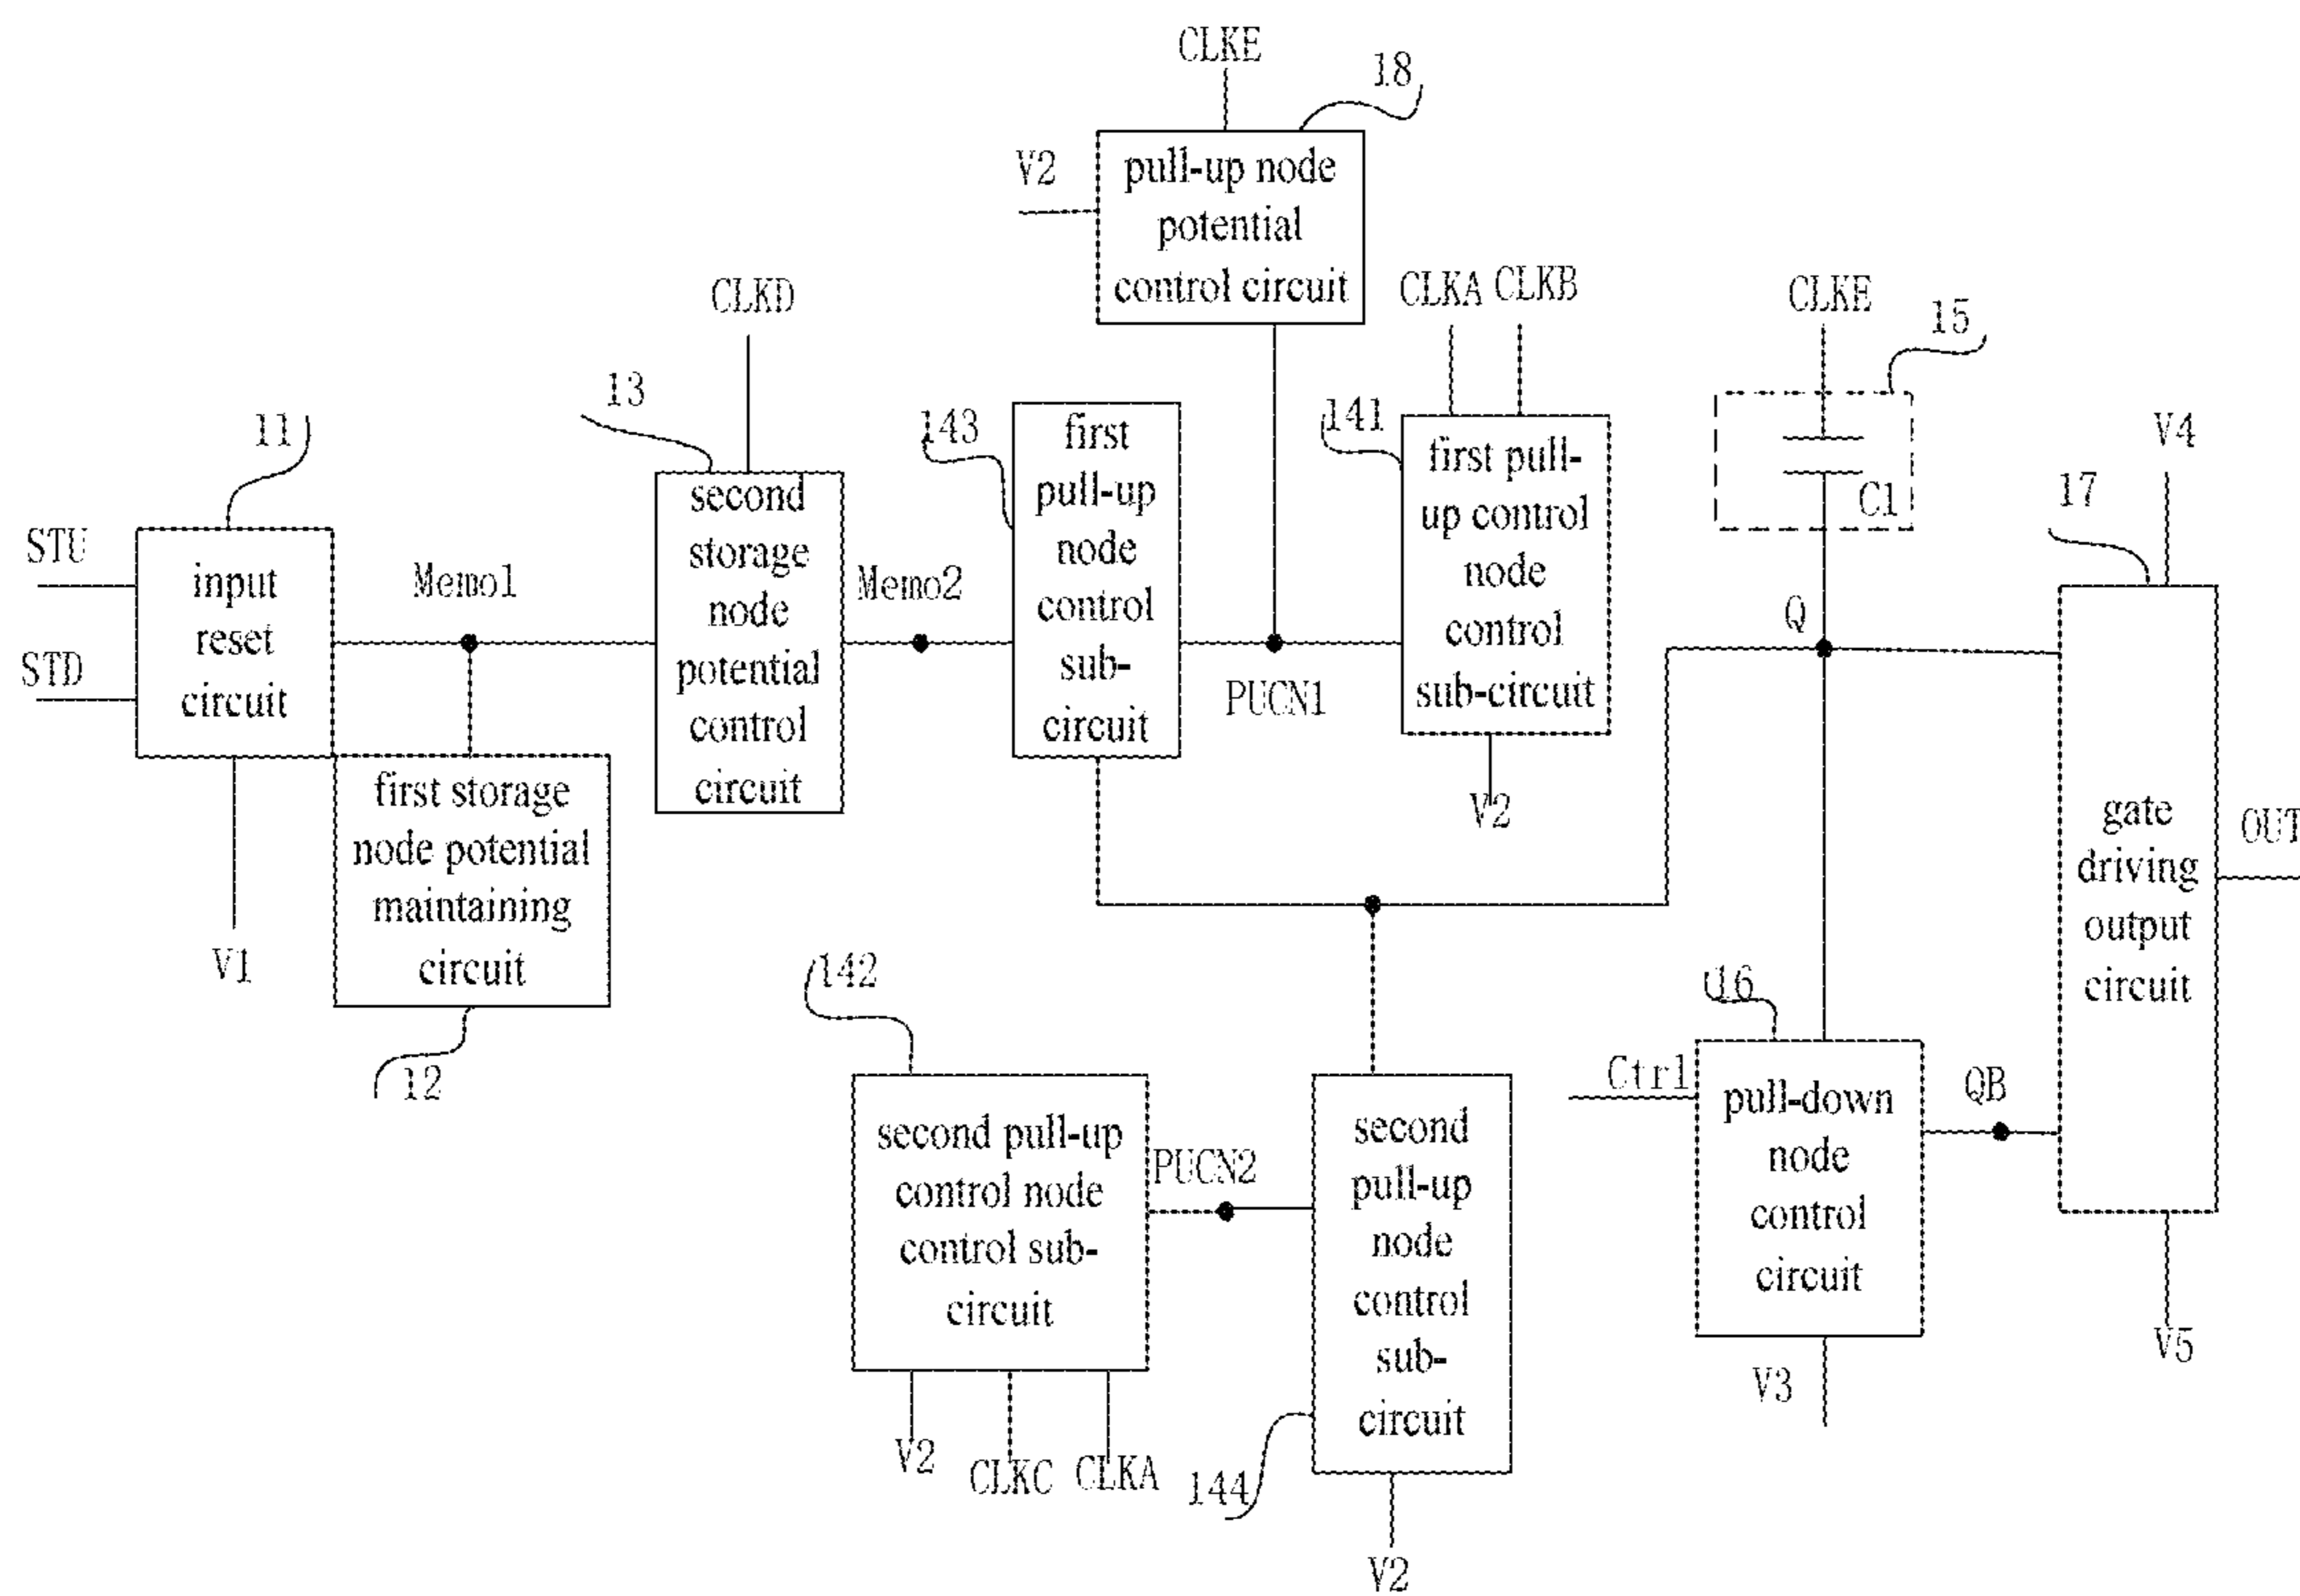 CLKE
18
V2
pull-up node
potential
control circuit
CLKD
CLKA
CLKB
CLKE
15
13
11
143
first
pull-up
node
control
sub-
circuit
141
first pull-
up control
node
control
sub-circuit
V2
C1
V4
17
STU
STD
input
reset
circuit
V1
Memo1
second
storage
node
potential
control
circuit
Memo2
PUCN1
Q
first storage
node potential
maintaining
circuit
12
gate
driving
output
circuit
OUT
142
second pull-up
control node
control sub-
circuit
PUCN2
second
pull-up
node
control
sub-
circuit
16
Ctrl
pull-down
node
control
circuit
QB
V3
V5
V2
CLKC
CLKA
144
V2